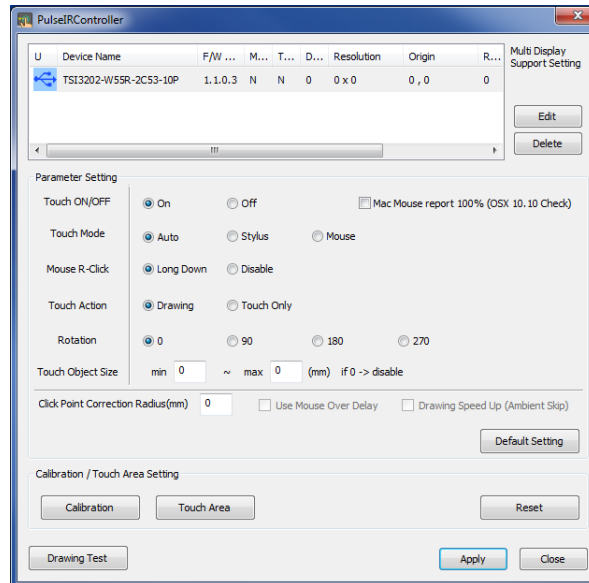 PulseIRController
U Device Name F/W ... M... T... D... Resolution Origin R...
TSI3202-W55R-2C53-10P 1.1.0.3 N N 0 0 x 0 0 , 0 0
Multi Display
Support Setting
Edit
Delete
Parameter Setting
Touch ON/OFF On Off Mac Mouse report 100% (OSX 10.10 Check)
Touch Mode Auto Stylus Mouse
Mouse R-Click Long Down Disable
Touch Action Drawing Touch Only
Rotation 0 90 180 270
Touch Object Size min 0 ~ max 0 (mm) if 0 -> disable
Click Point Correction Radius(mm) 0 Use Mouse Over Delay Drawing Speed Up (Ambient Skip)
Default Setting
Calibration / Touch Area Setting
Calibration Touch Area Reset
Drawing Test Apply Close